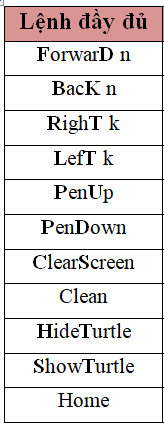 Lệnh đầy đủ
ForwarD n
BacK n
RighT k
LefT k
PenUp
PenDown
ClearScreen
Clean
HideTurtle
ShowTurtle
Home